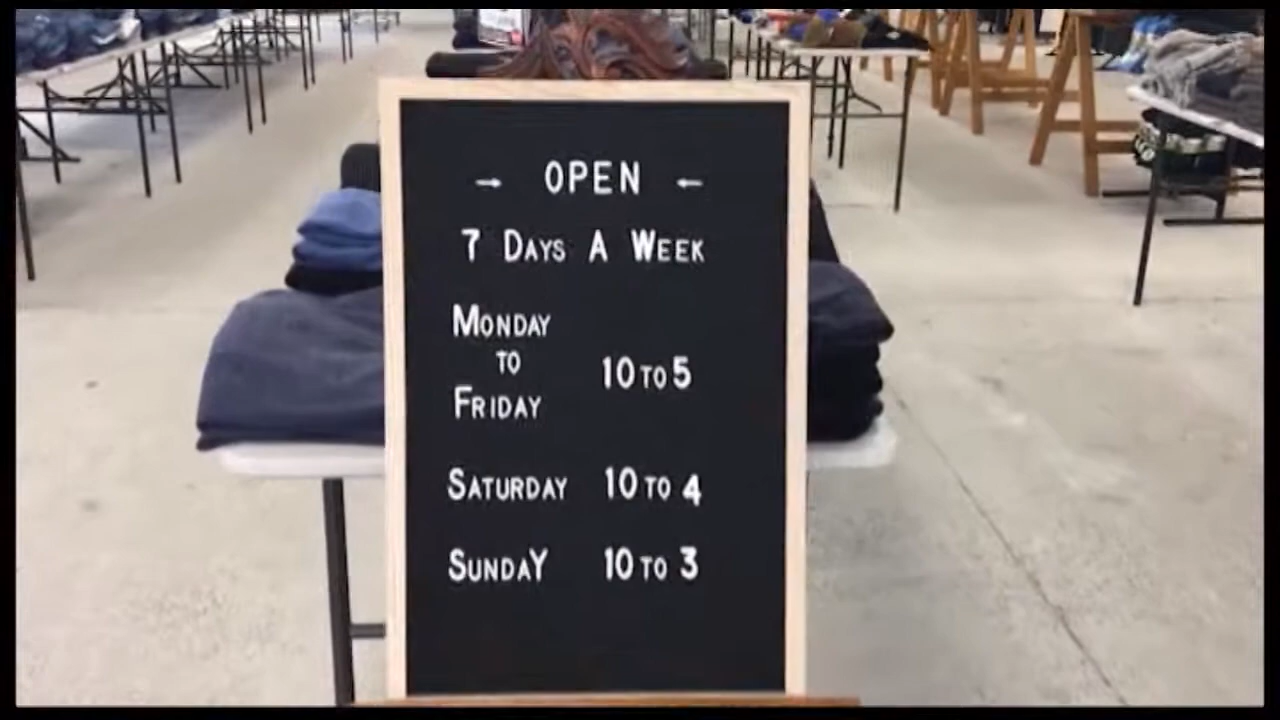 → OPEN ←
7 DAYS A WEEK
MONDAY
TO
FRIDAY
10 TO 5
SATURDAY 10 TO 4
SUNDAY 10 TO 3